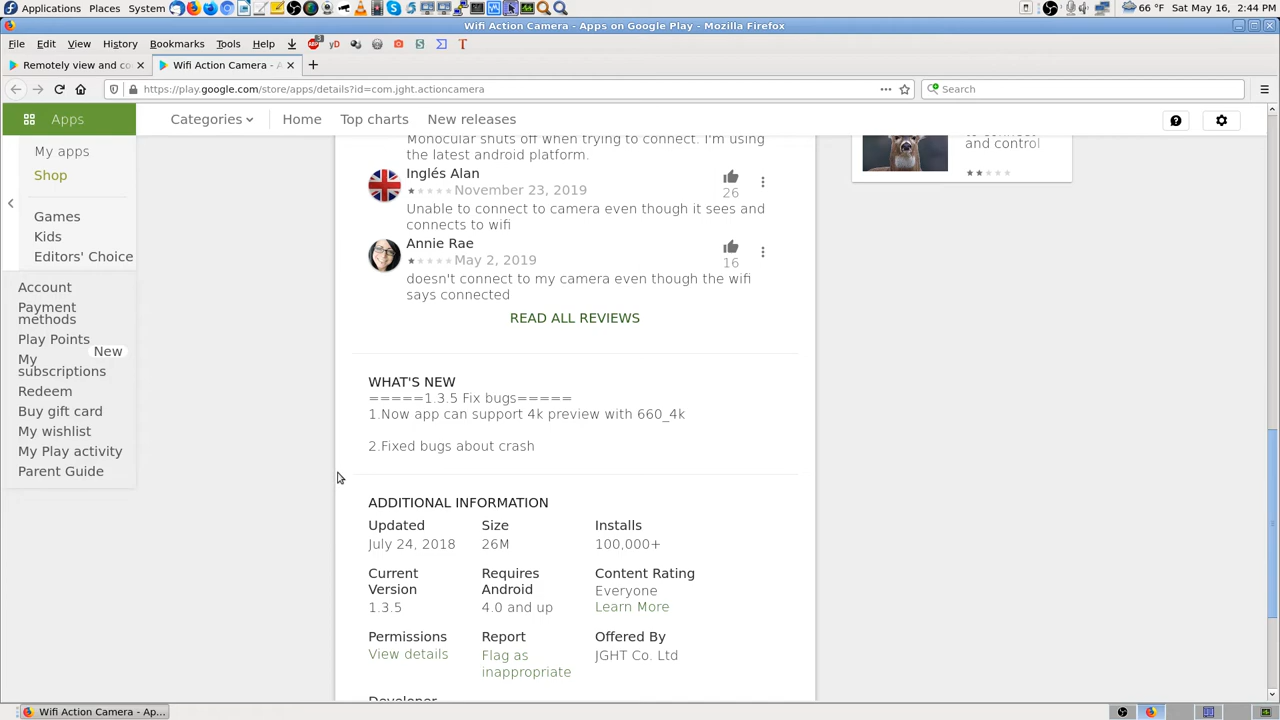 Applications Places System 66 °F Sat May 16, 2:44 PM
Wifi Action Camera - Apps on Google Play - Mozilla Firefox
File Edit View History Bookmarks Tools Help
Remotely view and co Wifi Action Camera - A
https://play.google.com/store/apps/details?id=com.jght.actioncamera Search
Apps Categories Home Top charts New releases
My apps
Shop
Games
Kids
Editors' Choice
Account
Payment
methods
Play Points
New
My
subscriptions
Redeem
Buy gift card
My wishlist
My Play activity
Parent Guide
Monocular shuts off when trying to connect. I'm using
the latest android platform.
Inglés Alan
November 23, 2019
26
Unable to connect to camera even though it sees and
connects to wifi
Annie Rae
May 2, 2019
16
doesn't connect to my camera even though the wifi
says connected
READ ALL REVIEWS
WHAT'S NEW
=====1.3.5 Fix bugs=====
1.Now app can support 4k preview with 660_4k
2.Fixed bugs about crash
ADDITIONAL INFORMATION
Updated Size Installs
July 24, 2018 26M 100,000+
Current Requires Content Rating
Version Android Everyone
1.3.5 4.0 and up Learn More
Permissions Report Offered By
View details Flag as JGHT Co. Ltd
inappropriate
Developer
to connect
and control
Wifi Action Camera - Ap...